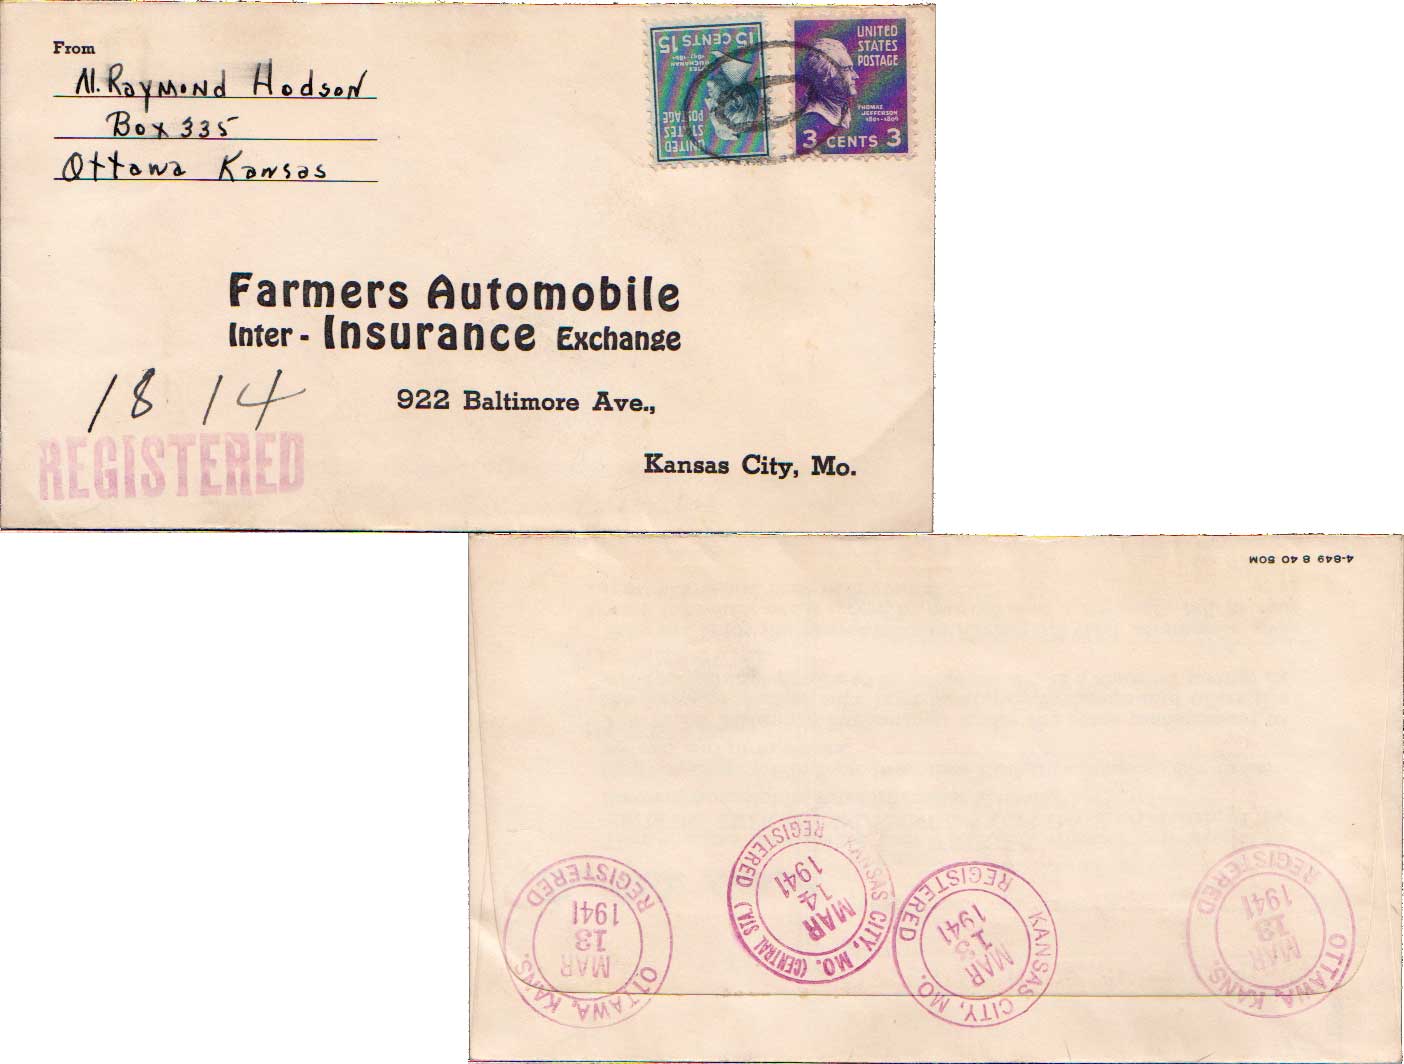 From
N. Raymond Hodson
Box 335
Ottawa Kansas
15 CENTS 15
UNITED
STATES
POSTAGE
UNITED
STATES
POSTAGE
THOMAS
JEFFERSON
1801-1809
3 CENTS 3
Farmers Automobile
Inter - Insurance Exchange
922 Baltimore Ave.,
Kansas City, Mo.
1814
REGISTERED
4-849 8 40 50M
OTTAWA, KANS.
MAR
13
1941
REGISTERED
KANSAS CITY, MO. (CENTRAL STA)
MAR
14
1941
REGISTERED
KANSAS CITY, MO.
MAR
13
1941
REGISTERED
OTTAWA, KANS.
MAR
13
1941
REGISTERED